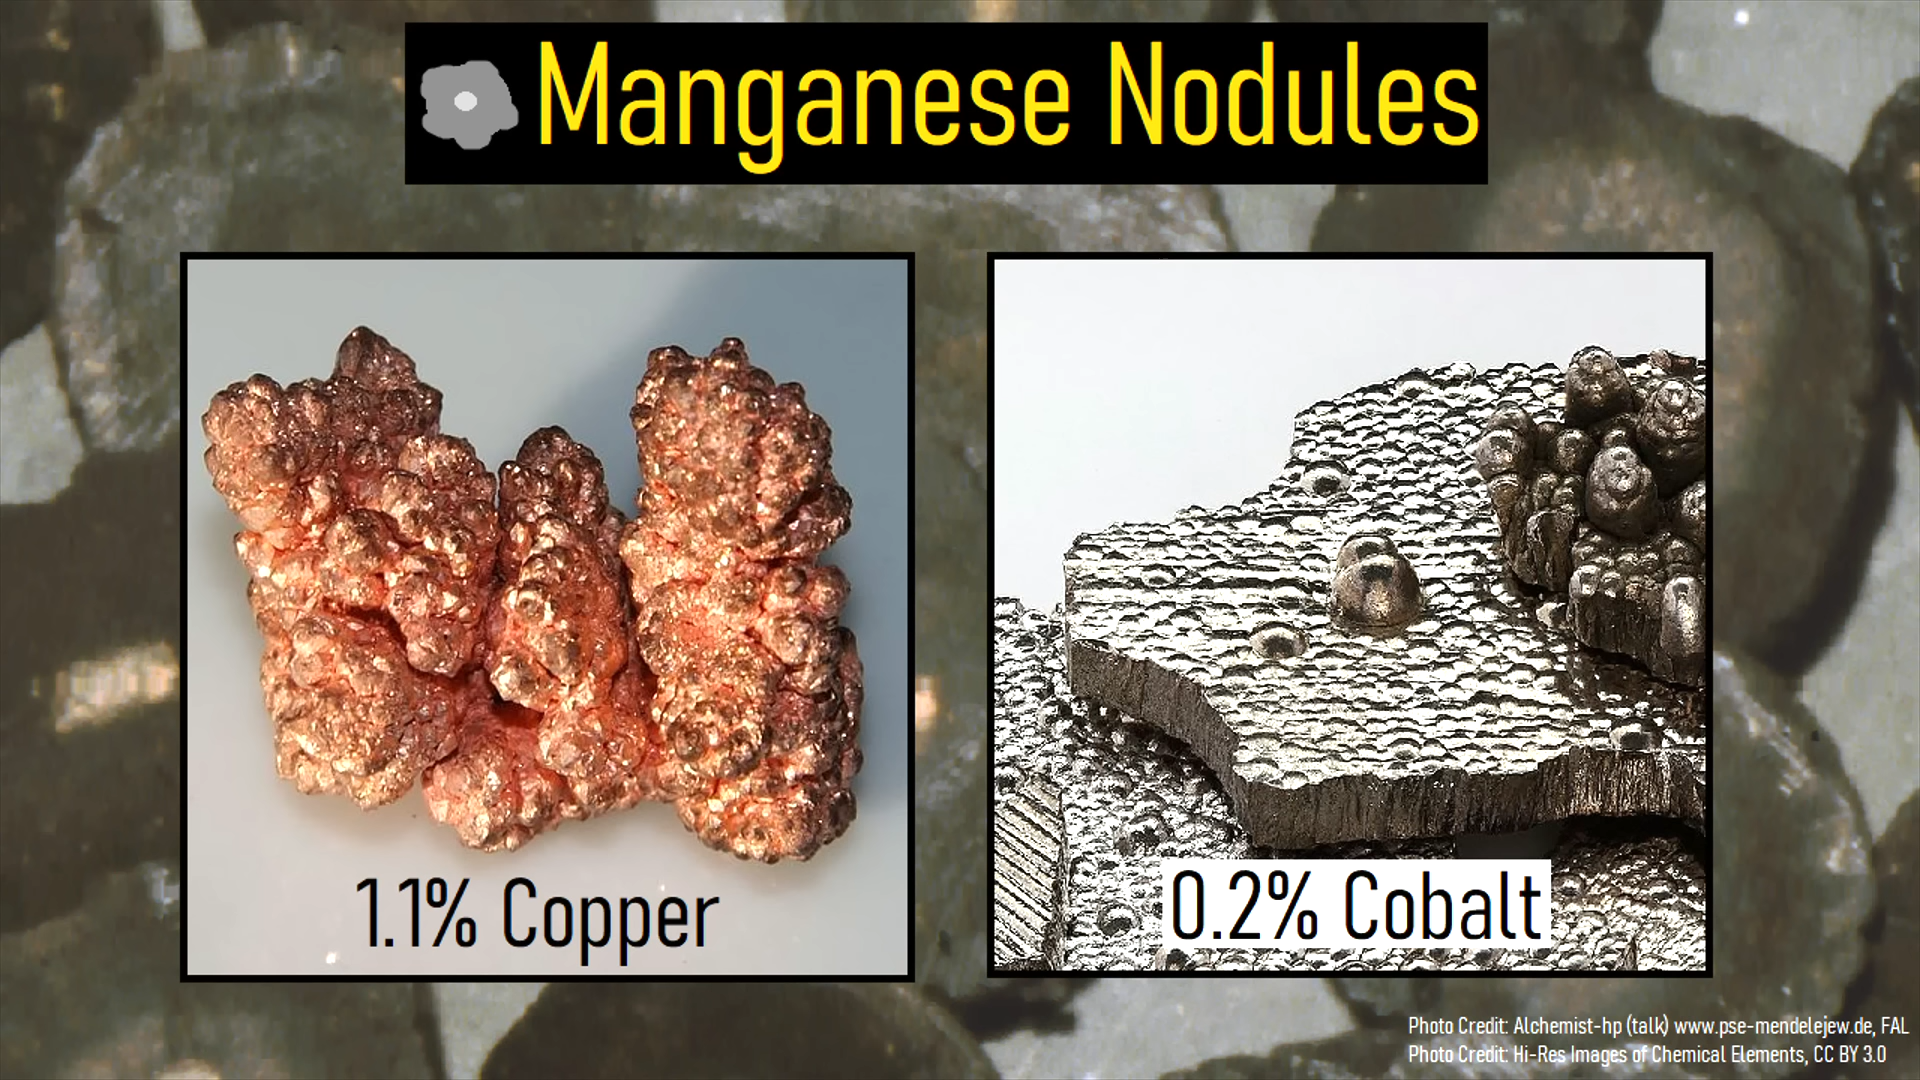 Manganese Nodules
1.1% Copper
0.2% Cobalt
Photo Credit: Alchemist-hp (talk) www.pse-mendelejew.de, FAL
Photo Credit: Hi-Res Images of Chemical Elements, CC BY 3.0